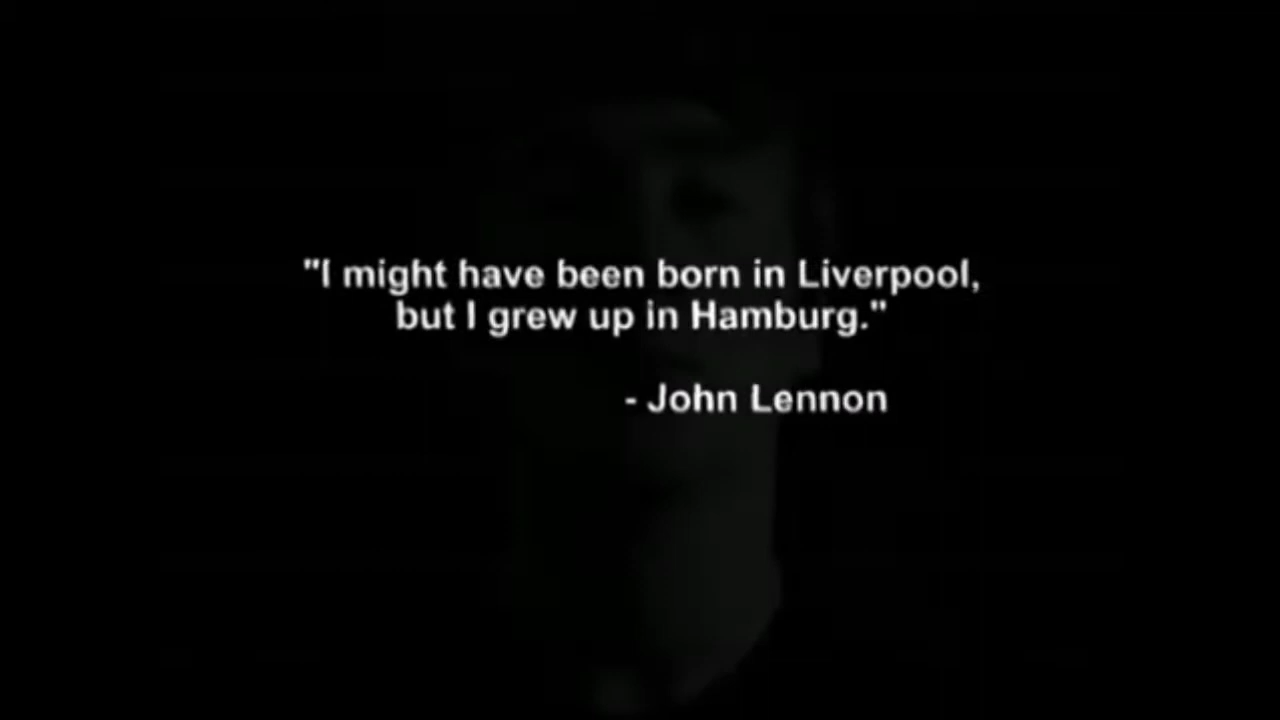 "I might have been born in Liverpool,
but I grew up in Hamburg."
- John Lennon